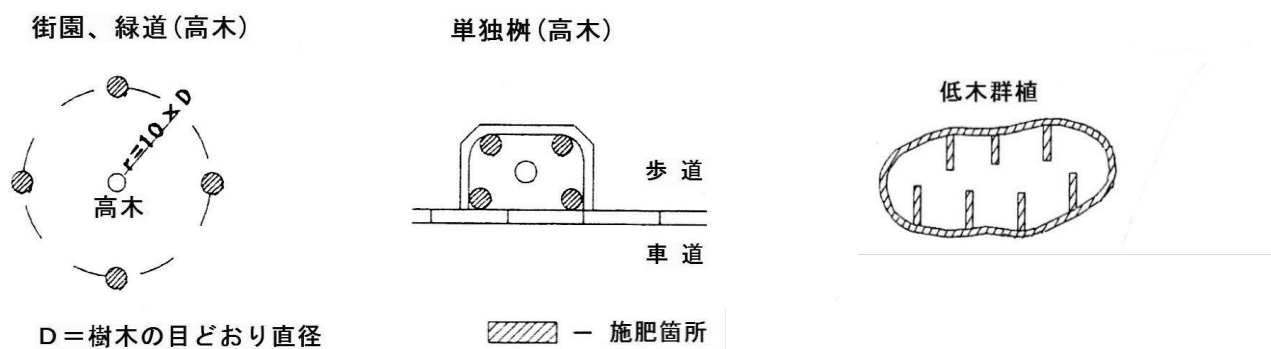 街園、緑道(高木)
単独桝(高木)
低木群植
r=10×D
高木
歩道
車道
D=樹木の目どおり直径
― 施肥箇所